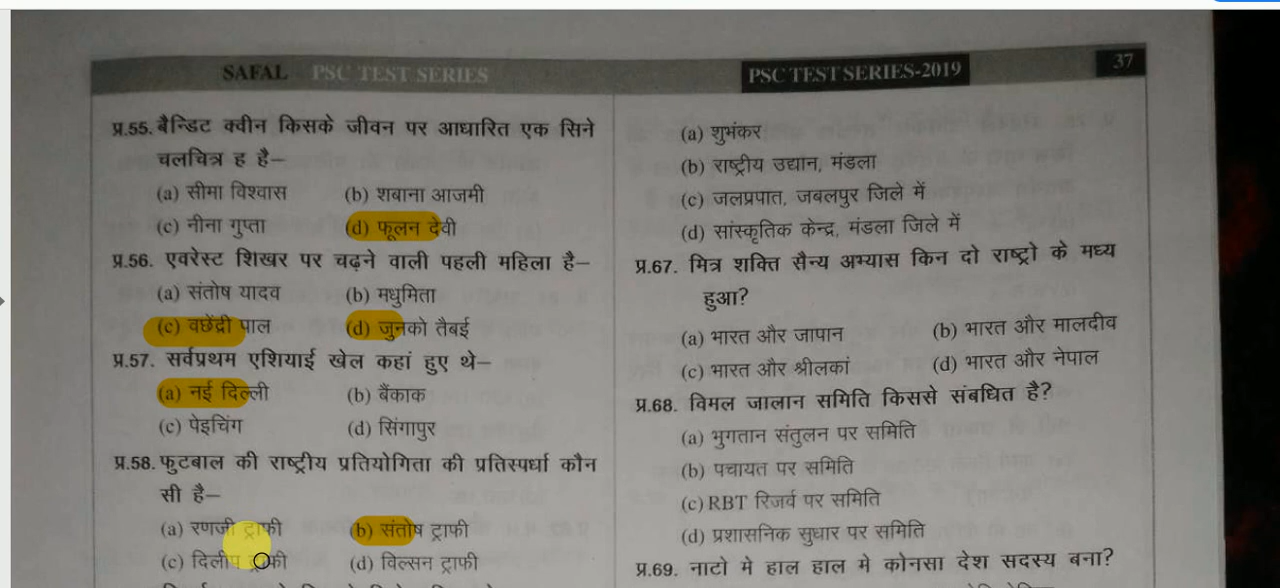 SAFAL PSC TEST SERIES
PSC TEST SERIES-2019
37
प्र.55. बैन्डिट क्वीन किसके जीवन पर आधारित एक सिने
चलचित्र ह है–
(a) सीमा विश्वास (b) शबाना आजमी
(c) नीना गुप्ता (d) फूलन देवी
प्र.56. एवरेस्ट शिखर पर चढ़ने वाली पहली महिला है–
(a) संतोष यादव (b) मधुमिता
(c) वछेंद्री पाल (d) जुनको तैबई
प्र.57. सर्वप्रथम एशियाई खेल कहां हुए थे–
(a) नई दिल्ली (b) बैंकाक
(c) पेइचिंग (d) सिंगापुर
प्र.58. फुटबाल की राष्ट्रीय प्रतियोगिता की प्रतिस्पर्धा कौन
सी है–
(a) रणजी ट्राफी (b) संतोष ट्राफी
(c) दिलीप ट्राफी (d) विल्सन ट्राफी
(a) शुभंकर
(b) राष्ट्रीय उद्यान, मंडला
(c) जलप्रपात, जबलपुर जिले में
(d) सांस्कृतिक केन्द्र, मंडला जिले में
प्र.67. मित्र शक्ति सैन्य अभ्यास किन दो राष्ट्रो के मध्य
हुआ?
(a) भारत और जापान (b) भारत और मालदीव
(c) भारत और श्रीलकां (d) भारत और नेपाल
प्र.68. विमल जालान समिति किससे संबधित है?
(a) भुगतान संतुलन पर समिति
(b) पचायत पर समिति
(c) RBT रिजर्व पर समिति
(d) प्रशासनिक सुधार पर समिति
प्र.69. नाटो मे हाल हाल मे कोनसा देश सदस्य बना?